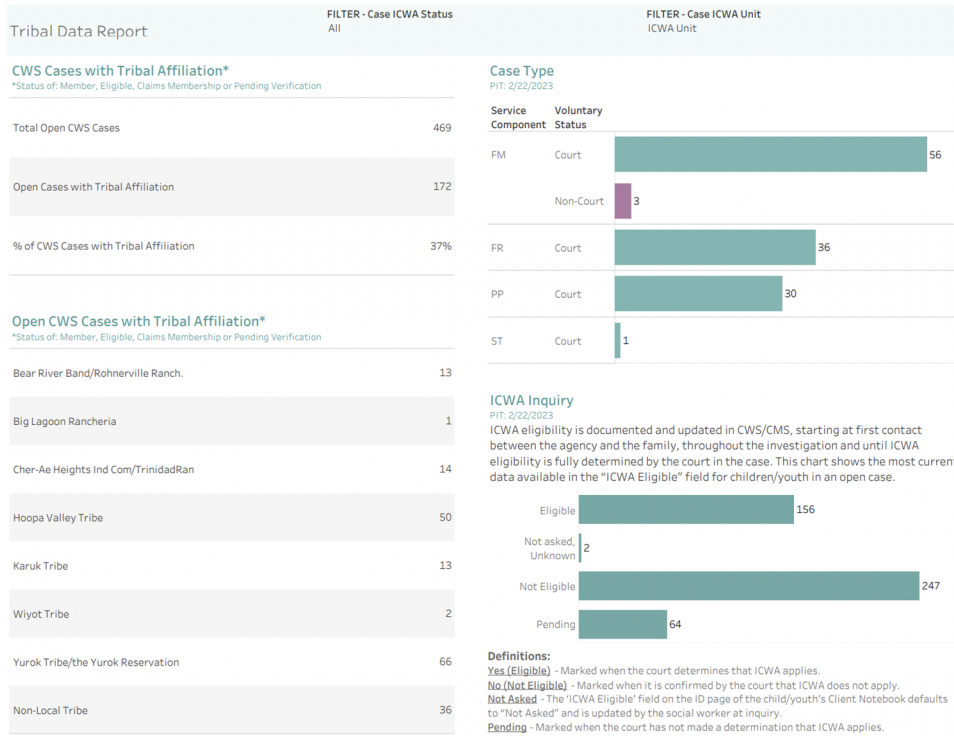 Tribal Data Report
FILTER - Case ICWA Status
All
FILTER - Case ICWA Unit
ICWA Unit
CWS Cases with Tribal Affiliation*
*Status of: Member, Eligible, Claims Membership or Pending Verification
Total Open CWS Cases 469
Open Cases with Tribal Affiliation 172
% of CWS Cases with Tribal Affiliation 37%
Open CWS Cases with Tribal Affiliation*
*Status of: Member, Eligible, Claims Membership or Pending Verification
Bear River Band/Rohnerville Ranch. 13
Big Lagoon Rancheria 1
Cher-Ae Heights Ind Com/TrinidadRan 14
Hoopa Valley Tribe 50
Karuk Tribe 13
Wiyot Tribe 2
Yurok Tribe/the Yurok Reservation 66
Non-Local Tribe 36
Case Type
PIT: 2/22/2023
Service Voluntary
Component Status
FM Court 56
Non-Court 3
FR Court 36
PP Court 30
ST Court 1
ICWA Inquiry
PIT: 2/22/2023
ICWA eligibility is documented and updated in CWS/CMS, starting at first contact
between the agency and the family, throughout the investigation and until ICWA
eligibility is fully determined by the court in the case. This chart shows the most current
data available in the “ICWA Eligible” field for children/youth in an open case.
Eligible 156
Not asked,
Unknown 2
Not Eligible 247
Pending 64
Definitions:
Yes (Eligible) - Marked when the court determines that ICWA applies.
No (Not Eligible) - Marked when it is confirmed by the court that ICWA does not apply.
Not Asked - The ‘ICWA Eligible’ field on the ID page of the child/youth’s Client Notebook defaults
to “Not Asked” and is updated by the social worker at inquiry.
Pending - Marked when the court has not made a determination that ICWA applies.